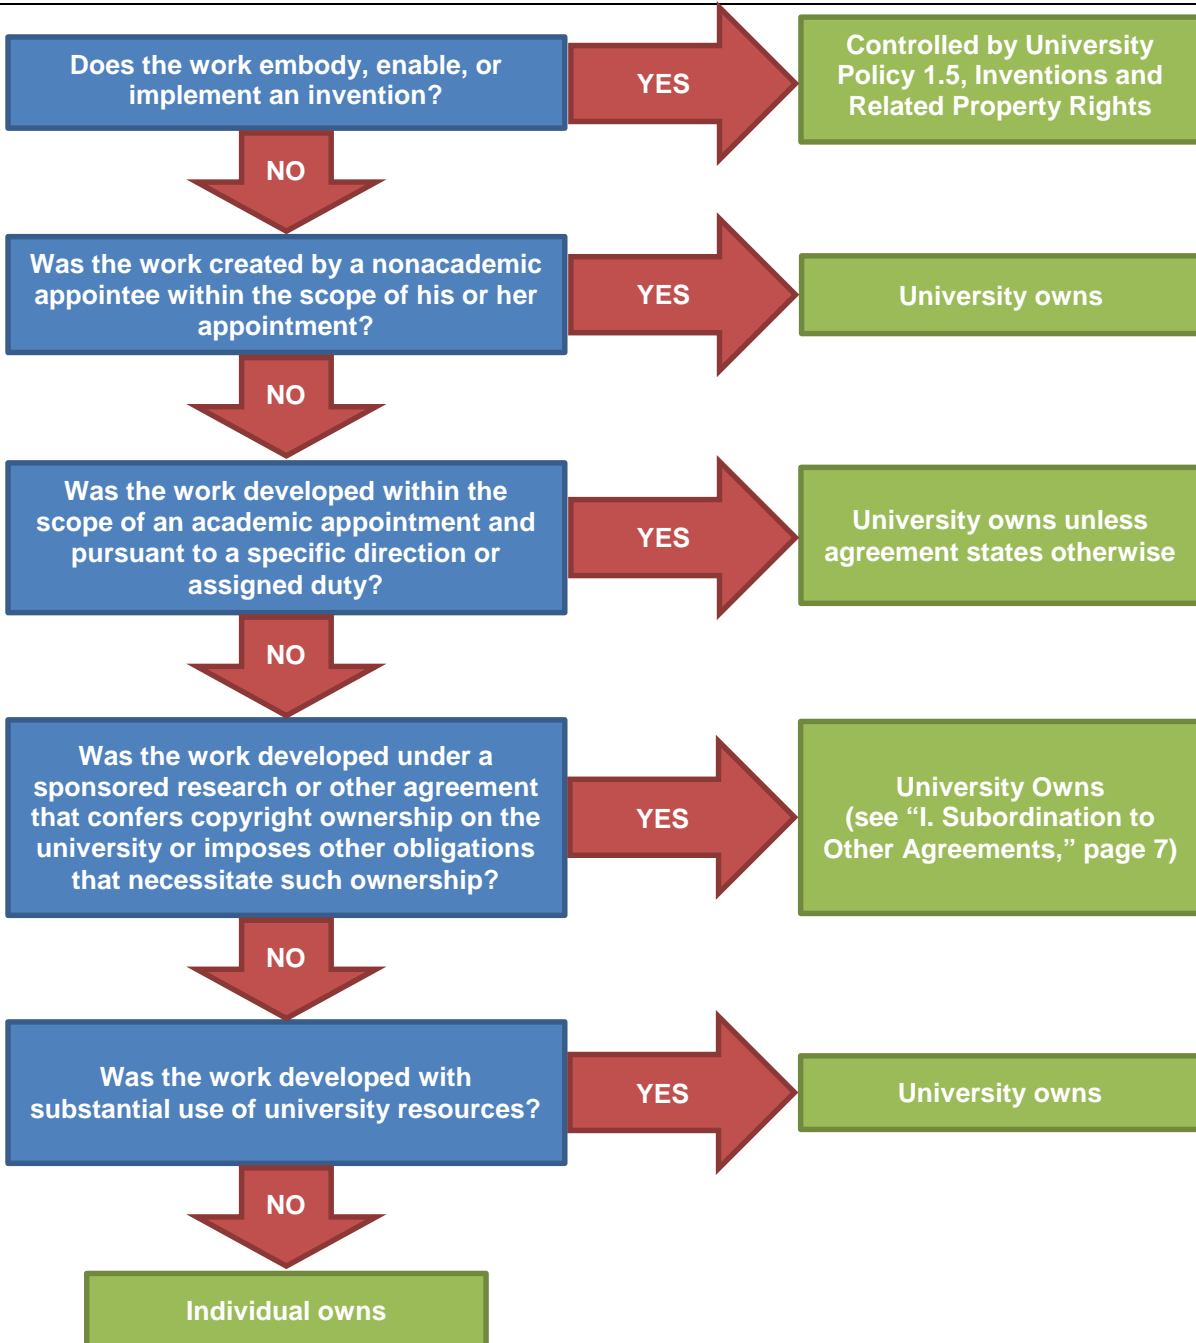 Does the work embody, enable, or
implement an invention?
YES
Controlled by University
Policy 1.5, Inventions and
Related Property Rights
NO
Was the work created by a nonacademic
appointee within the scope of his or her
appointment?
YES
University owns
NO
Was the work developed within the
scope of an academic appointment and
pursuant to a specific direction or
assigned duty?
YES
University owns unless
agreement states otherwise
NO
Was the work developed under a
sponsored research or other agreement
that confers copyright ownership on the
university or imposes other obligations
that necessitate such ownership?
YES
University Owns
(see “I. Subordination to
Other Agreements,” page 7)
NO
Was the work developed with
substantial use of university resources?
YES
University owns
NO
Individual owns